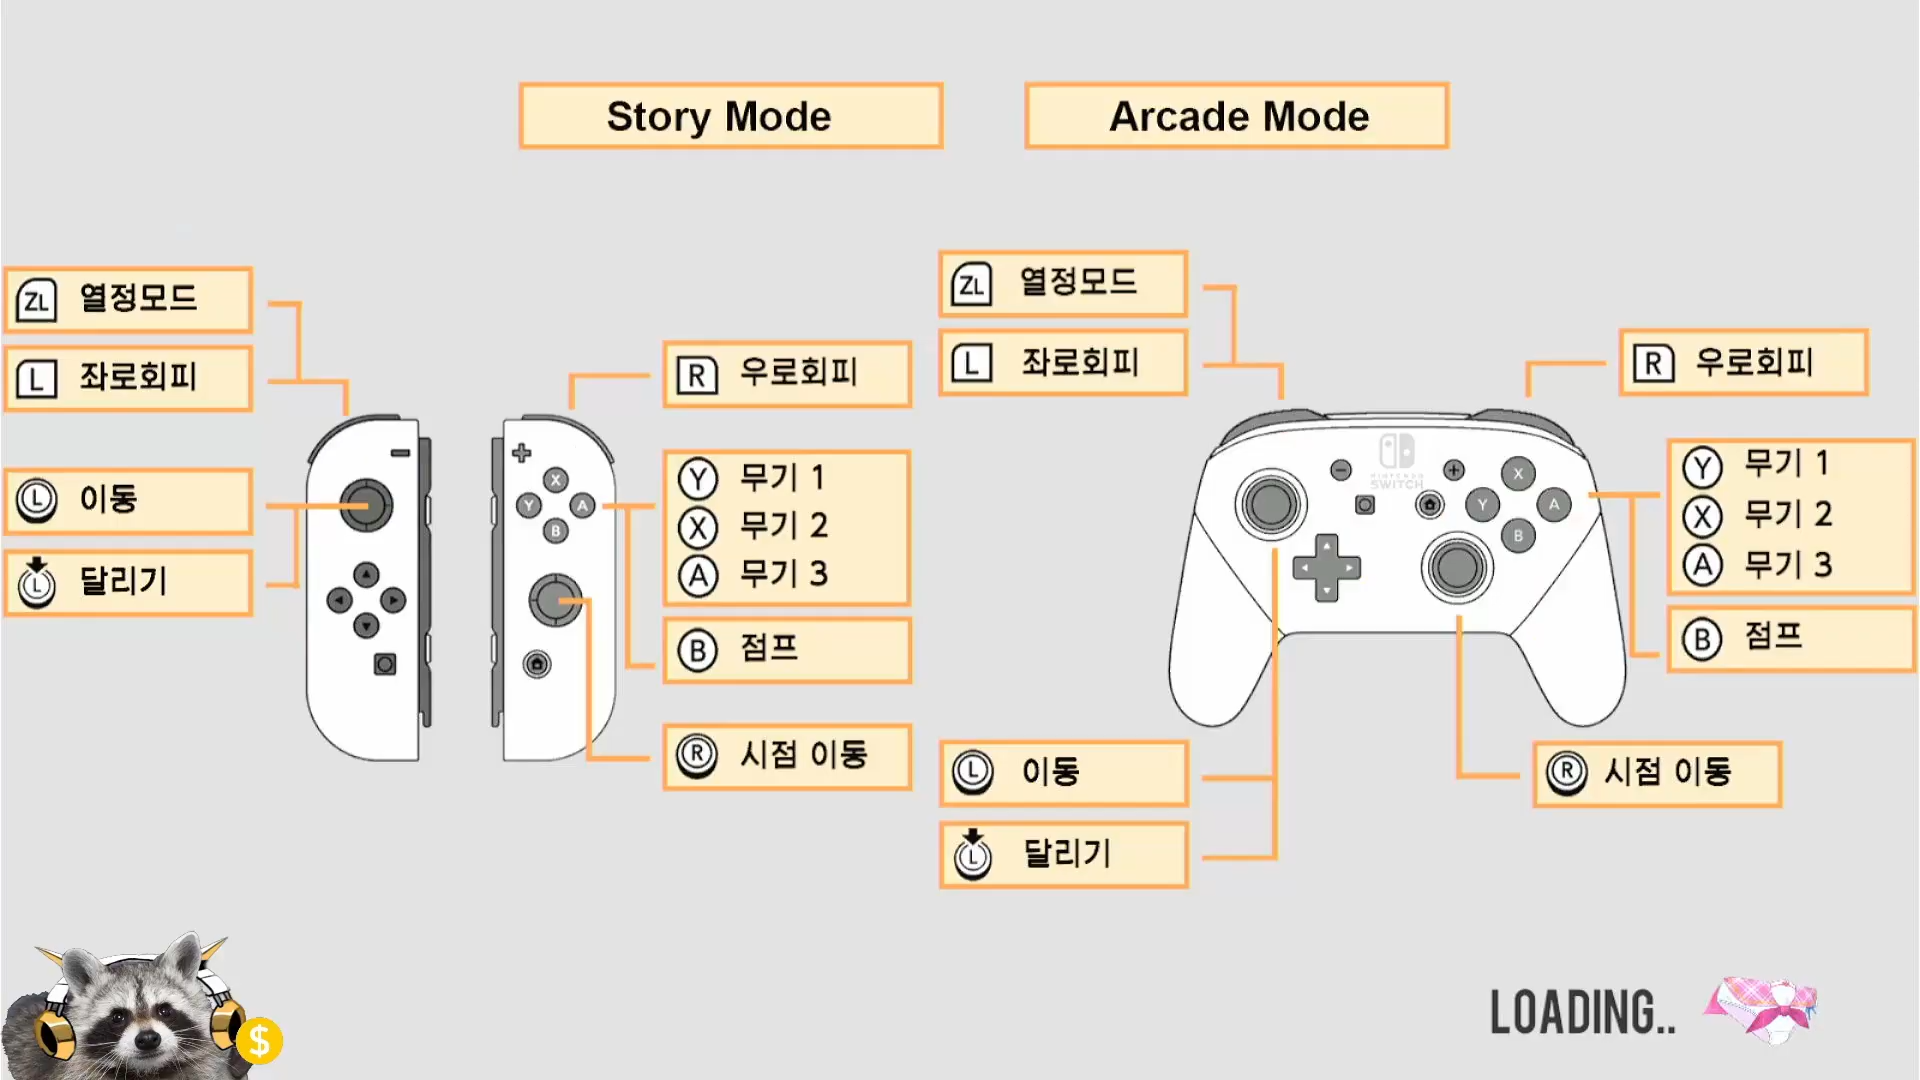 Story Mode
Arcade Mode
ZL 열정모드
L 좌로회피
L 이동
L 달리기
R 우로회피
Y 무기 1
X 무기 2
A 무기 3
B 점프
R 시점 이동
X
Y
A
B
ZL 열정모드
L 좌로회피
R 우로회피
NINTENDO
SWITCH
X
Y
A
B
Y 무기 1
X 무기 2
A 무기 3
B 점프
L 이동
L 달리기
R 시점 이동
$
LOADING..